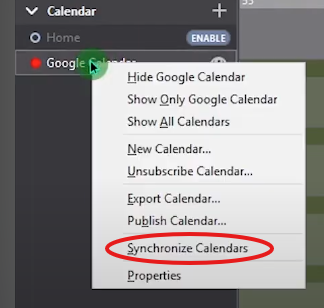 Calendar
Home ENABLE
Google Calendar
Hide Google Calendar
Show Only Google Calendar
Show All Calendars
New Calendar...
Unsubscribe Calendar...
Export Calendar...
Publish Calendar...
Synchronize Calendars
Properties